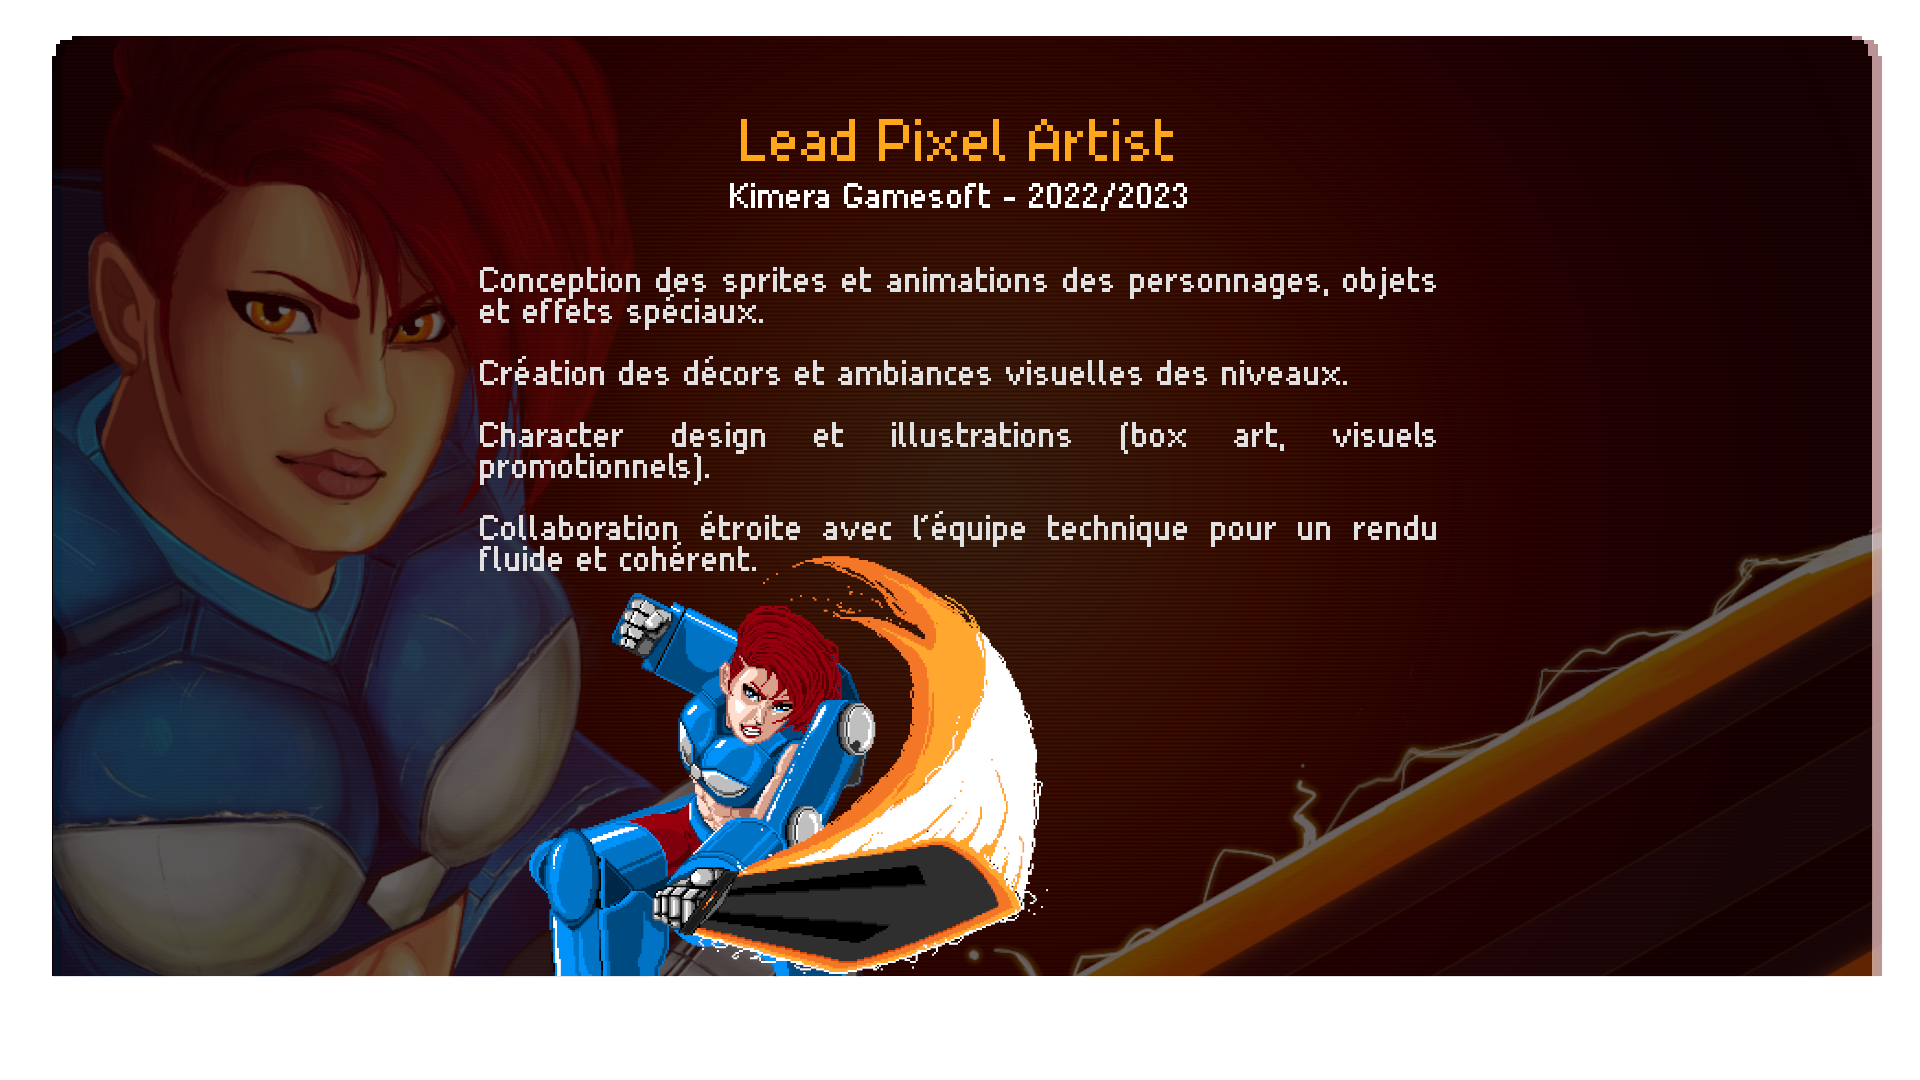 Lead Pixel Artist
Kimera Gamesoft - 2022/2023
Conception des sprites et animations des personnages, objets
et effets spéciaux.
Création des décors et ambiances visuelles des niveaux.
Character design et illustrations (box art, visuels
promotionnels).
Collaboration étroite avec l'équipe technique pour un rendu
fluide et cohérent.